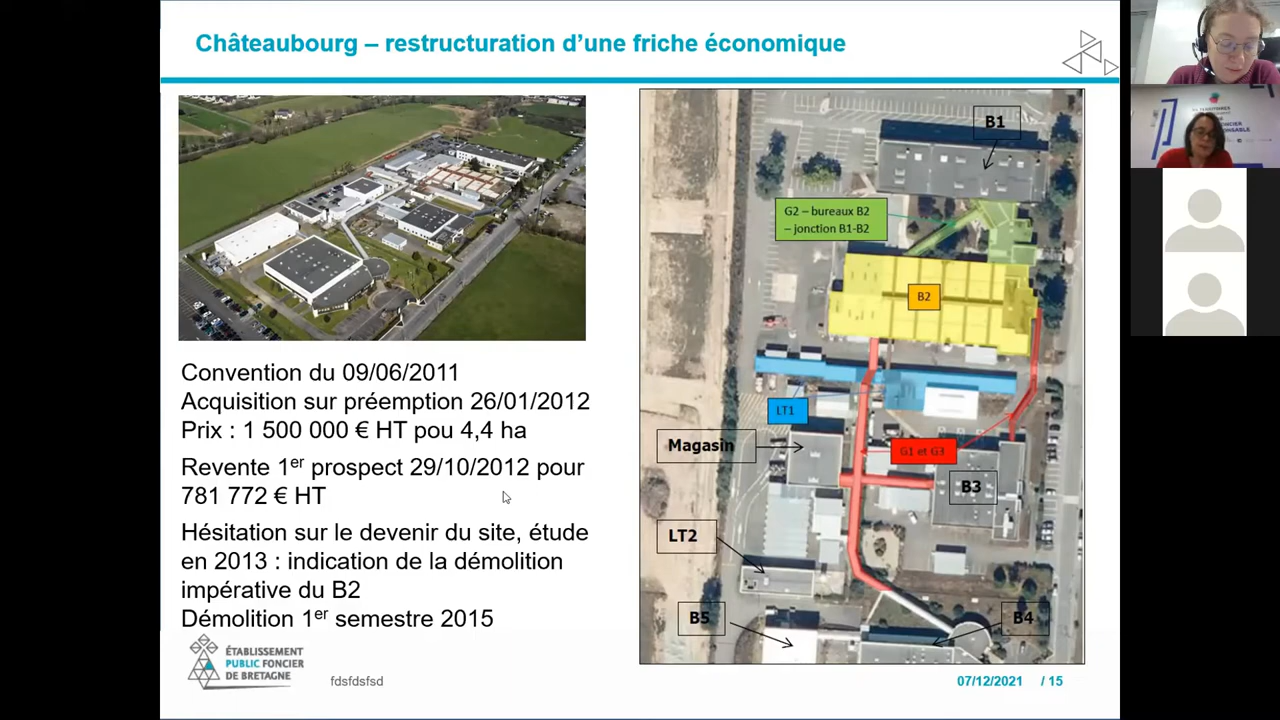 Châteaubourg – restructuration d'une friche économique
Convention du 09/06/2011
Acquisition sur préemption 26/01/2012
Prix : 1 500 000 € HT pou 4,4 ha
Revente 1er prospect 29/10/2012 pour
781 772 € HT
Hésitation sur le devenir du site, étude
en 2013 : indication de la démolition
impérative du B2
Démolition 1er semestre 2015
B1
G2 – bureaux B2
– jonction B1-B2
B2
LT1
Magasin
G1 et G3
B3
LT2
B5
B4
ÉTABLISSEMENT
PUBLIC FONCIER
DE BRETAGNE
fdsfdsfsd
07/12/2021 / 15